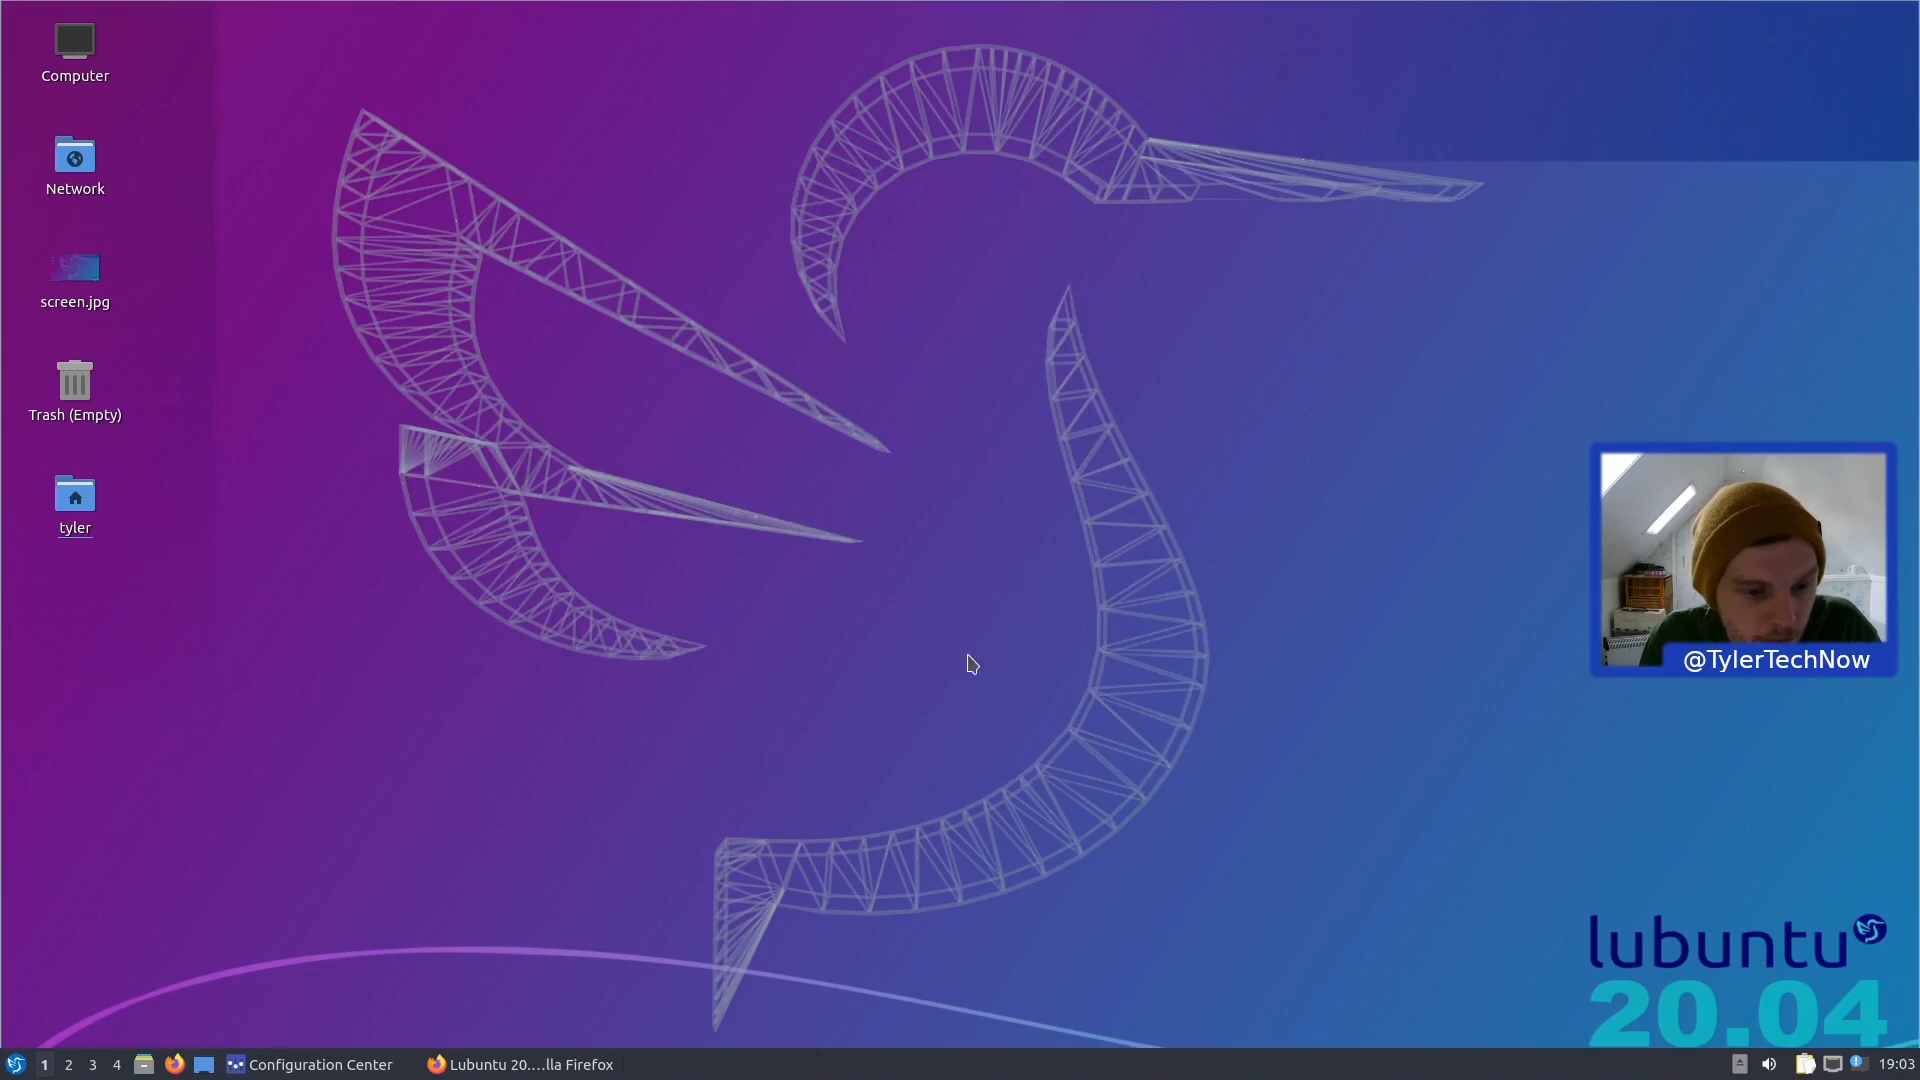 Computer
Network
screen.jpg
Trash (Empty)
tyler
@TylerTechNow
lubuntu
20.04
1 2 3 4 Configuration Center Lubuntu 20....lla Firefox 19:03